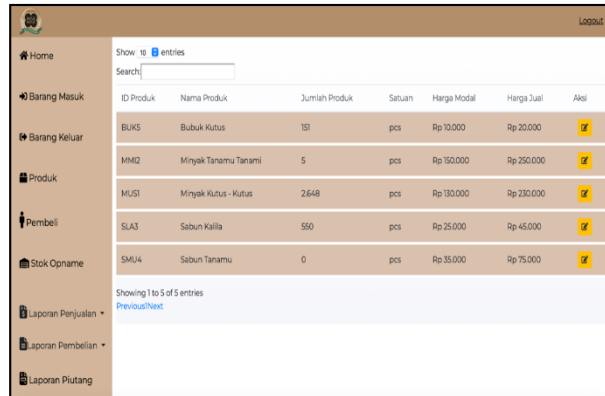 Logout
Home
Barang Masuk
Barang Keluar
Produk
Pembeli
Stok Opname
Laporan Penjualan
Laporan Pembelian
Laporan Piutang
Show 10 entries
Search:
ID Produk Nama Produk Jumlah Produk Satuan Harga Modal Harga Jual Aksi
BUK5 Bubuk Kutus 151 pcs Rp 10.000 Rp 20.000
MMI2 Minyak Tanamu Tanami 5 pcs Rp 150.000 Rp 250.000
MUS1 Minyak Kutus - Kutus 2.648 pcs Rp 130.000 Rp 230.000
SLA3 Sabun Kalila 550 pcs Rp 25.000 Rp 45.000
SMU4 Sabun Tanamu 0 pcs Rp 35.000 Rp 75.000
Showing 1 to 5 of 5 entries
Previous1Next